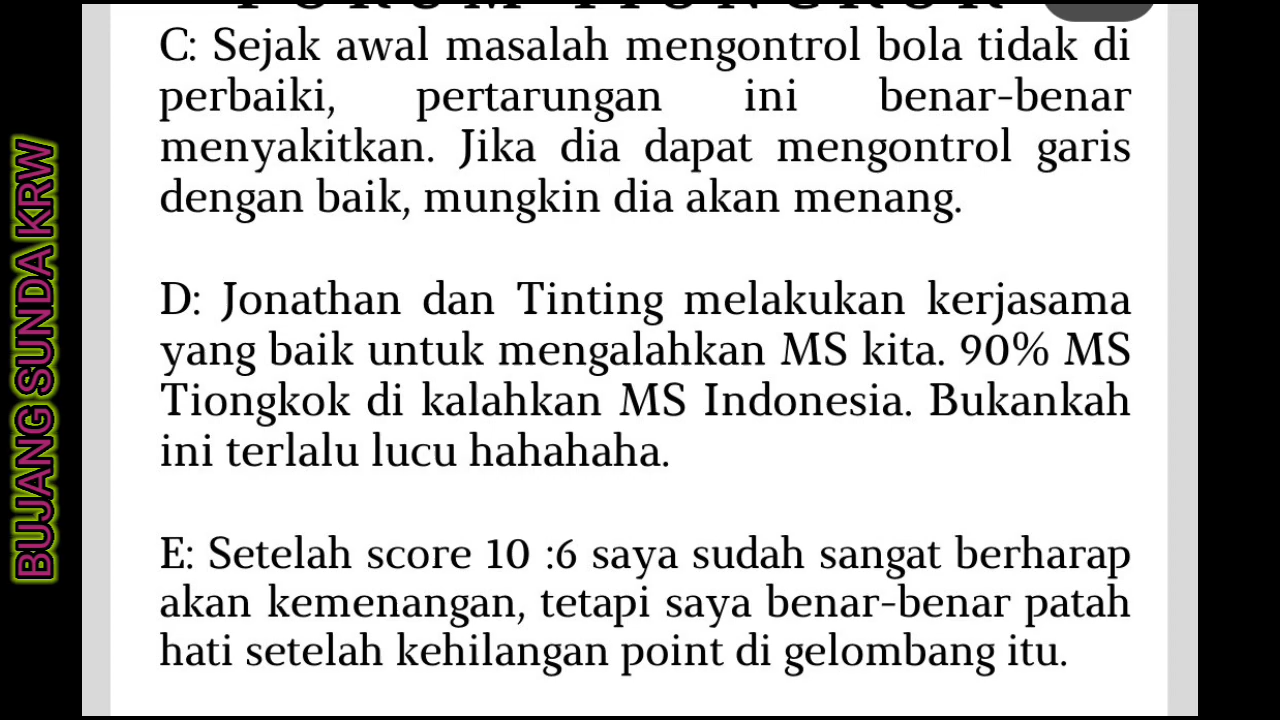 FORUM TIONGKOK
C: Sejak awal masalah mengontrol bola tidak di
perbaiki, pertarungan ini benar-benar
menyakitkan. Jika dia dapat mengontrol garis
dengan baik, mungkin dia akan menang.
D: Jonathan dan Tinting melakukan kerjasama
yang baik untuk mengalahkan MS kita. 90% MS
Tiongkok di kalahkan MS Indonesia. Bukankah
ini terlalu lucu hahahaha.
E: Setelah score 10 :6 saya sudah sangat berharap
akan kemenangan, tetapi saya benar-benar patah
hati setelah kehilangan point di gelombang itu.
BUJANG SUNDA KRW